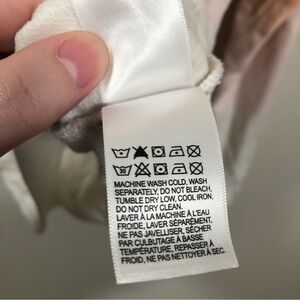 MACHINE WASH COLD, WASH
SEPARATELY, DO NOT BLEACH,
TUMBLE DRY LOW, COOL IRON,
DO NOT DRY CLEAN.
LAVER À LA MACHINE À L'EAU
FROIDE, LAVER SÉPARÉMENT,
NE PAS JAVELLISER, SÉCHER
PAR CULBUTAGE À BASSE
TEMPÉRATURE, REPASSER À
FROID, NE PAS NETTOYER À SEC.